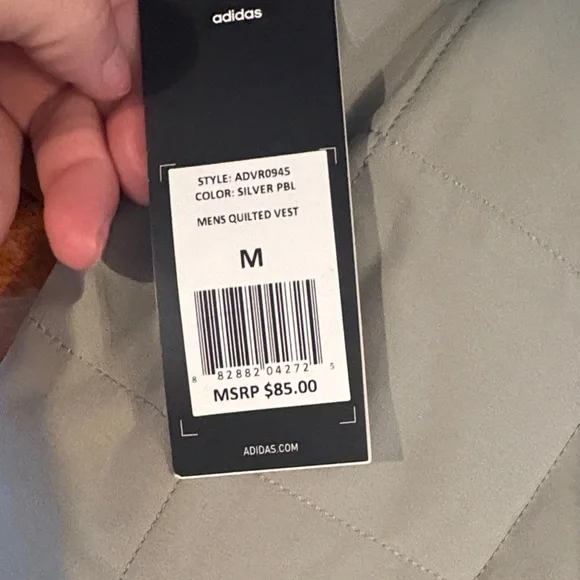 adidas
STYLE: ADVR0945
COLOR: SILVER PBL
MENS QUILTED VEST
M
8 82882 04272 5
MSRP $85.00
ADIDAS.COM